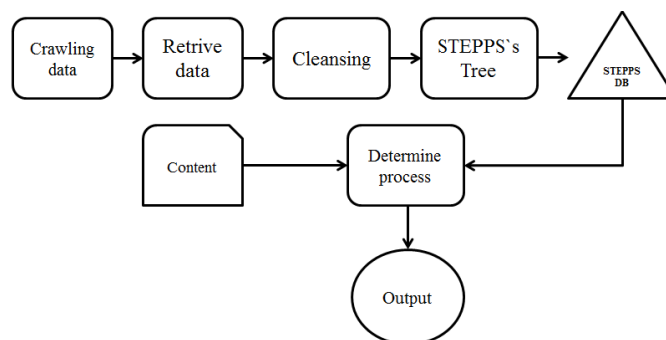 Crawling
data
Retrive
data
Cleansing
STEPPS`s
Tree
STEPPS
DB
Content
Determine
process
Output